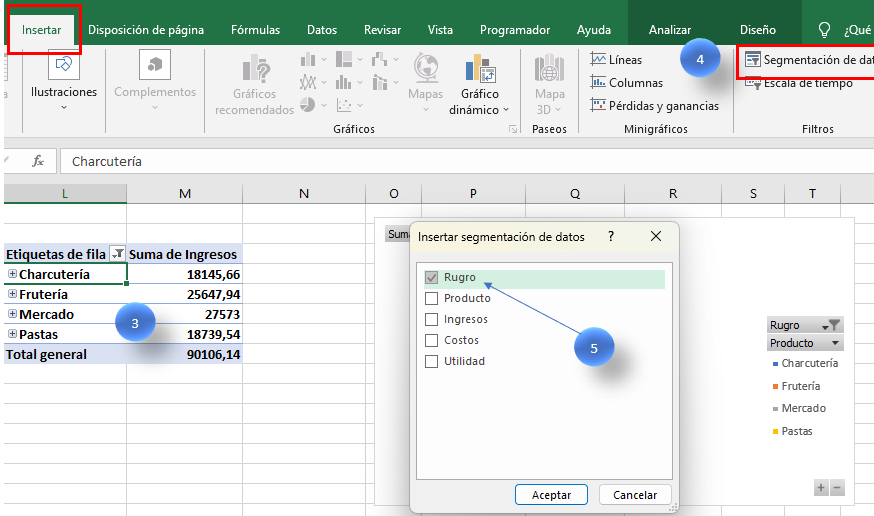 Insertar Disposición de página Fórmulas Datos Revisar Vista Programador Ayuda Analizar Diseño ¿Qué
Ilustraciones
Complementos
Gráficos
recomendados
Mapas
Gráfico
dinámico
Mapa
3D
Líneas
Columnas
Pérdidas y ganancias
4
Segmentación de dat
Escala de tiempo
Gráficos Paseos Minigráficos Filtros
fx Charcutería
L M N O P Q R S T
Etiquetas de fila Suma de Ingresos
Charcutería 18145,66
Frutería 25647,94
Mercado 27573
Pastas 18739,54
Total general 90106,14
3
Suma
Insertar segmentación de datos ?
Rugro
Producto
Ingresos
Costos
Utilidad
5
Aceptar Cancelar
Rugro
Producto
Charcutería
Frutería
Mercado
Pastas
+ −